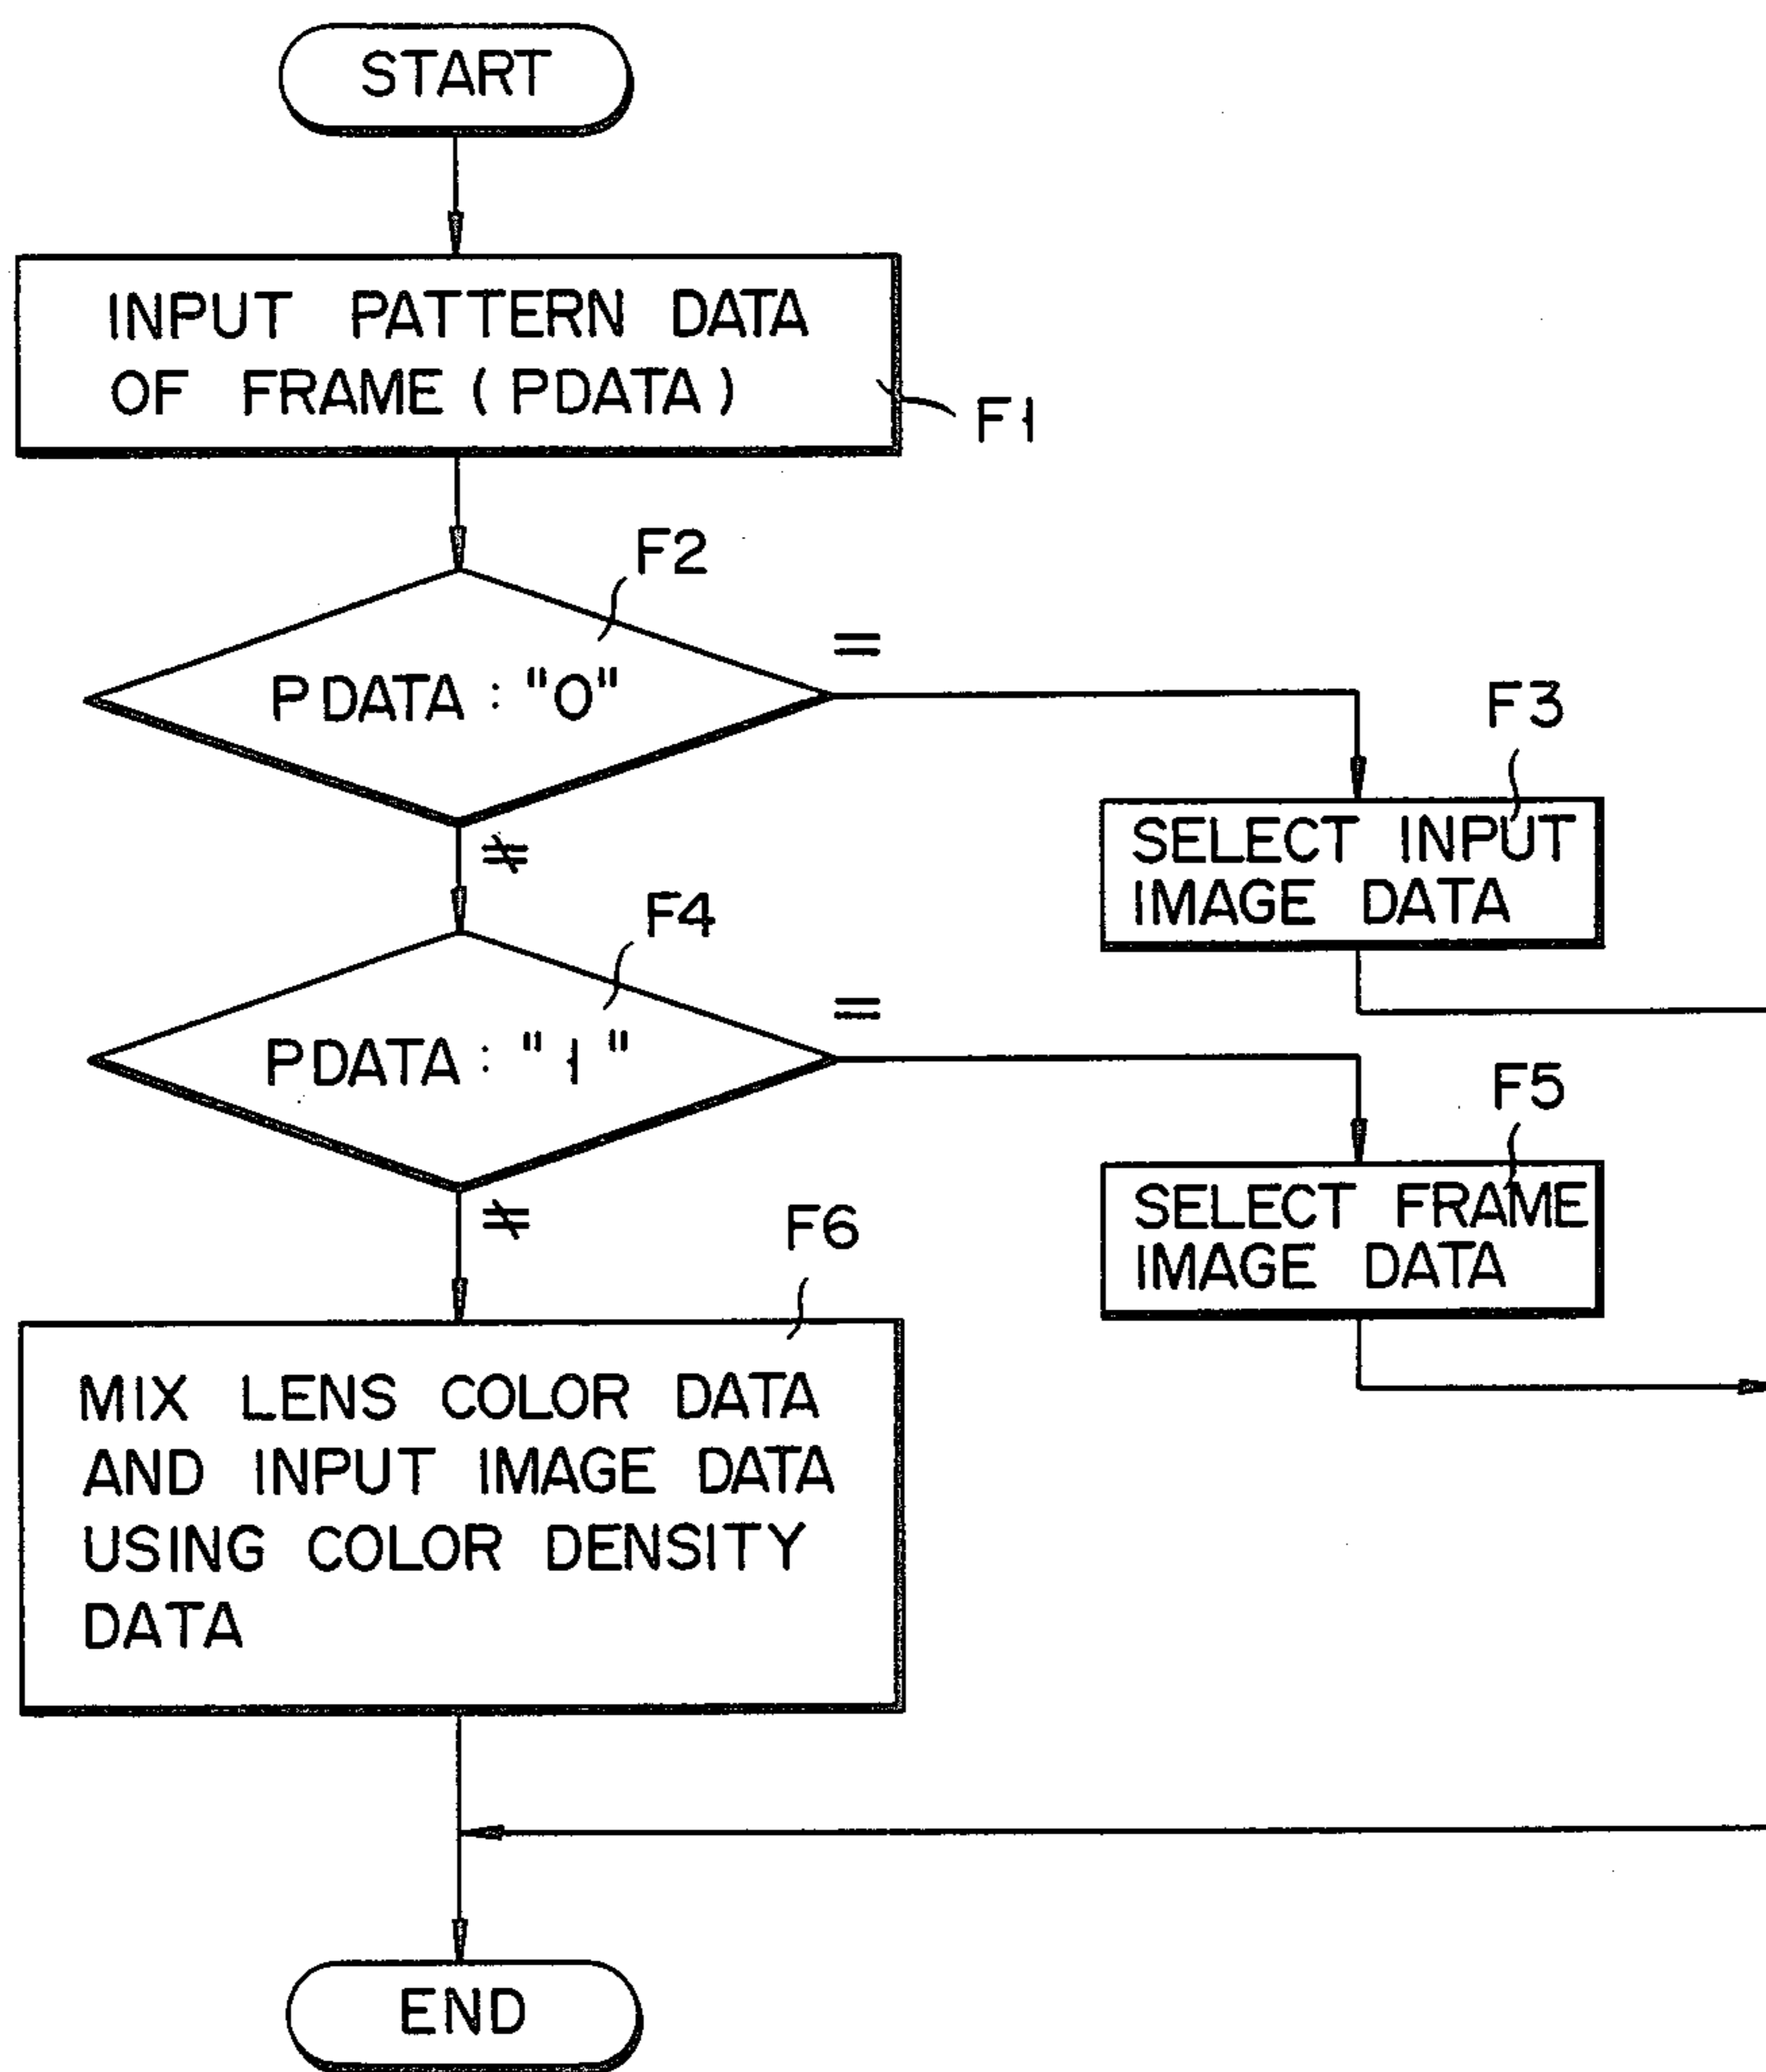 START
INPUT PATTERN DATA
OF FRAME (PDATA)
F1
F2
PDATA : "0"
=
≠
F3
SELECT INPUT
IMAGE DATA
F4
PDATA : "1"
=
≠
F5
SELECT FRAME
IMAGE DATA
F6
MIX LENS COLOR DATA
AND INPUT IMAGE DATA
USING COLOR DENSITY
DATA
END